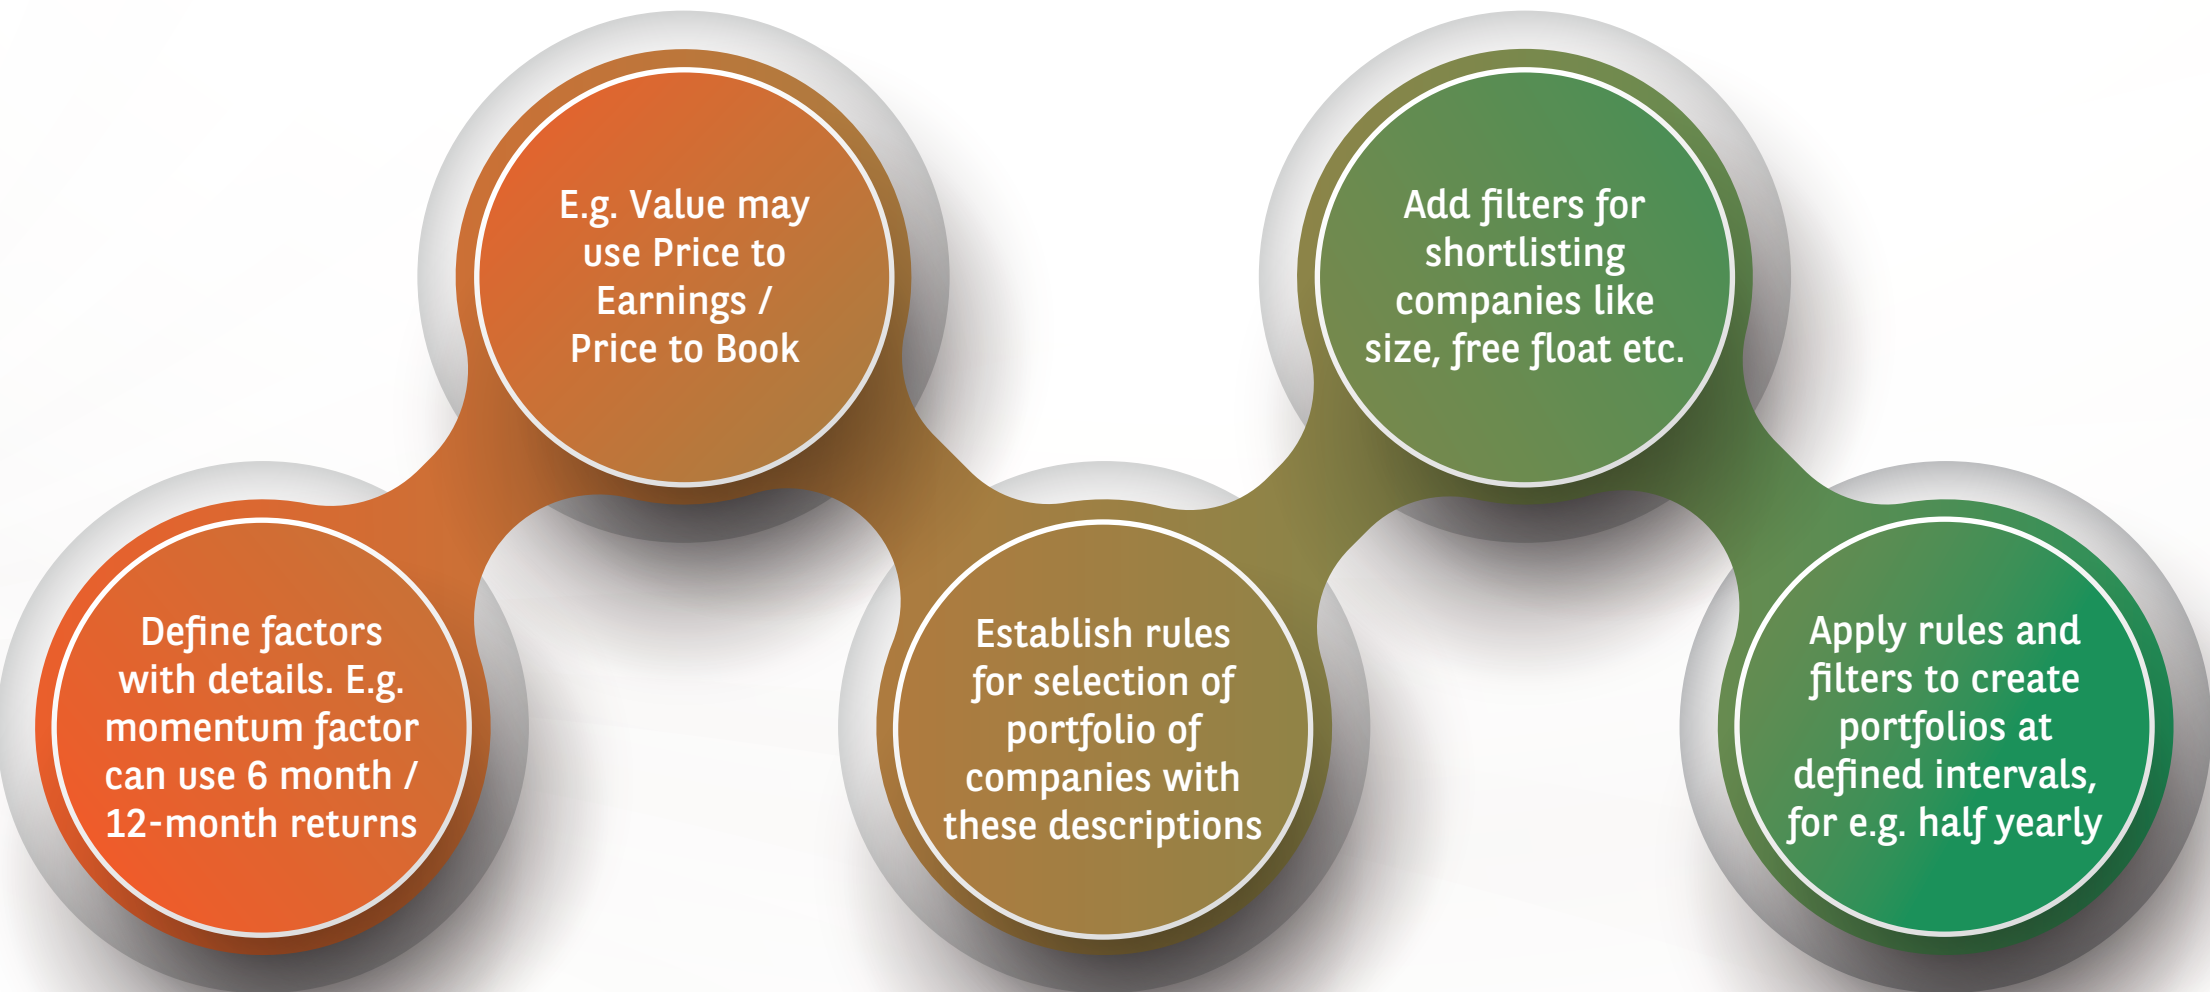 Define factors
with details. E.g.
momentum factor
can use 6 month /
12-month returns
E.g. Value may
use Price to
Earnings /
Price to Book
Establish rules
for selection of
portfolio of
companies with
these descriptions
Add filters for
shortlisting
companies like
size, free float etc.
Apply rules and
filters to create
portfolios at
defined intervals,
for e.g. half yearly